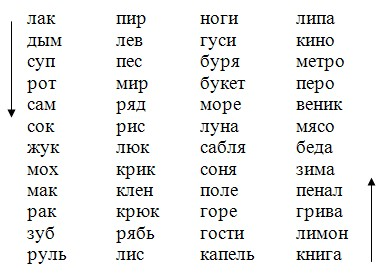 лак пир ноги липа
дым лев гуси кино
суп пес буря метро
рот мир букет перо
сам ряд море веник
сок рис луна мясо
жук люк сабля беда
мох крик соня зима
мак клен поле пенал
рак крюк горе грива
зуб рябь гости лимон
руль лис капель книга